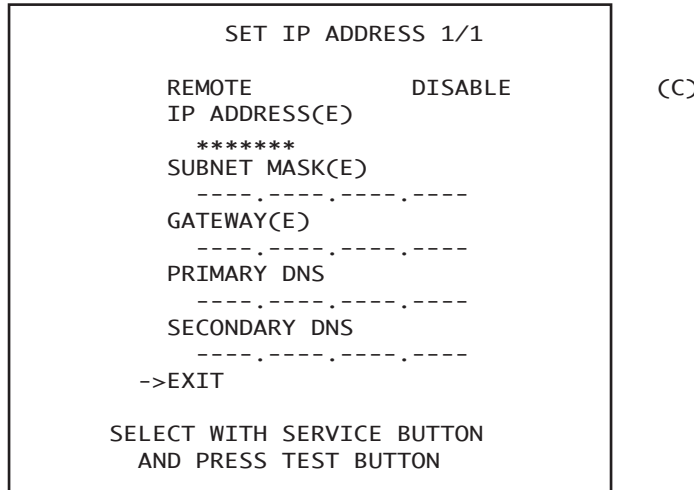 SET IP ADDRESS 1/1
REMOTE DISABLE (C)
IP ADDRESS(E)
*******
SUBNET MASK(E)
----.----.----.----
GATEWAY(E)
----.----.----.----
PRIMARY DNS
----.----.----.----
SECONDARY DNS
----.----.----.----
->EXIT
SELECT WITH SERVICE BUTTON
AND PRESS TEST BUTTON